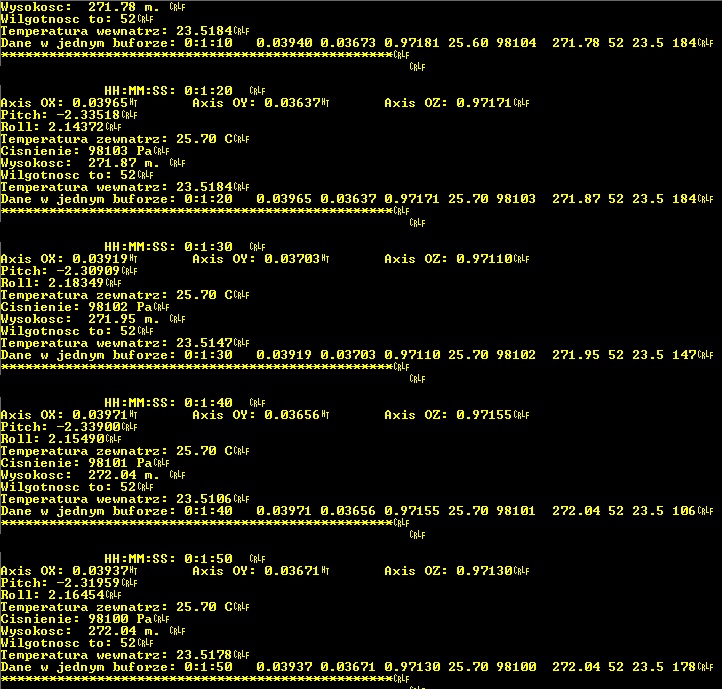 Wysokosc:  271.78 m. CRLF
Wilgotnosc to: 52CRLF
Temperatura wewnatrz: 23.5184CRLF
Dane w jednym buforze: 0:1:10   0.03940 0.03673 0.97181 25.60 98104  271.78 52 23.5 184CRLF
*************************************************CRLF
CRLF
HH:MM:SS: 0:1:20  CRLF
Axis OX: 0.03965HT       Axis OY: 0.03637HT       Axis OZ: 0.97171CRLF
Pitch: -2.33518CRLF
Roll: 2.14372CRLF
Temperatura zewnatrz: 25.70 CCRLF
Cisnienie: 98103 PaCRLF
Wysokosc:  271.87 m. CRLF
Wilgotnosc to: 52CRLF
Temperatura wewnatrz: 23.5184CRLF
Dane w jednym buforze: 0:1:20   0.03965 0.03637 0.97171 25.70 98103  271.87 52 23.5 184CRLF
*************************************************CRLF
CRLF
HH:MM:SS: 0:1:30  CRLF
Axis OX: 0.03919HT       Axis OY: 0.03703HT       Axis OZ: 0.97110CRLF
Pitch: -2.30909CRLF
Roll: 2.18349CRLF
Temperatura zewnatrz: 25.70 CCRLF
Cisnienie: 98102 PaCRLF
Wysokosc:  271.95 m. CRLF
Wilgotnosc to: 52CRLF
Temperatura wewnatrz: 23.5147CRLF
Dane w jednym buforze: 0:1:30   0.03919 0.03703 0.97110 25.70 98102  271.95 52 23.5 147CRLF
*************************************************CRLF
CRLF
HH:MM:SS: 0:1:40  CRLF
Axis OX: 0.03971HT       Axis OY: 0.03656HT       Axis OZ: 0.97155CRLF
Pitch: -2.33900CRLF
Roll: 2.15490CRLF
Temperatura zewnatrz: 25.70 CCRLF
Cisnienie: 98101 PaCRLF
Wysokosc:  272.04 m. CRLF
Wilgotnosc to: 52CRLF
Temperatura wewnatrz: 23.5106CRLF
Dane w jednym buforze: 0:1:40   0.03971 0.03656 0.97155 25.70 98101  272.04 52 23.5 106CRLF
*************************************************CRLF
CRLF
HH:MM:SS: 0:1:50  CRLF
Axis OX: 0.03937HT       Axis OY: 0.03671HT       Axis OZ: 0.97130CRLF
Pitch: -2.31959CRLF
Roll: 2.16454CRLF
Temperatura zewnatrz: 25.70 CCRLF
Cisnienie: 98100 PaCRLF
Wysokosc:  272.04 m. CRLF
Wilgotnosc to: 52CRLF
Temperatura wewnatrz: 23.5178CRLF
Dane w jednym buforze: 0:1:50   0.03937 0.03671 0.97130 25.70 98100  272.04 52 23.5 178CRLF
*************************************************CRLF